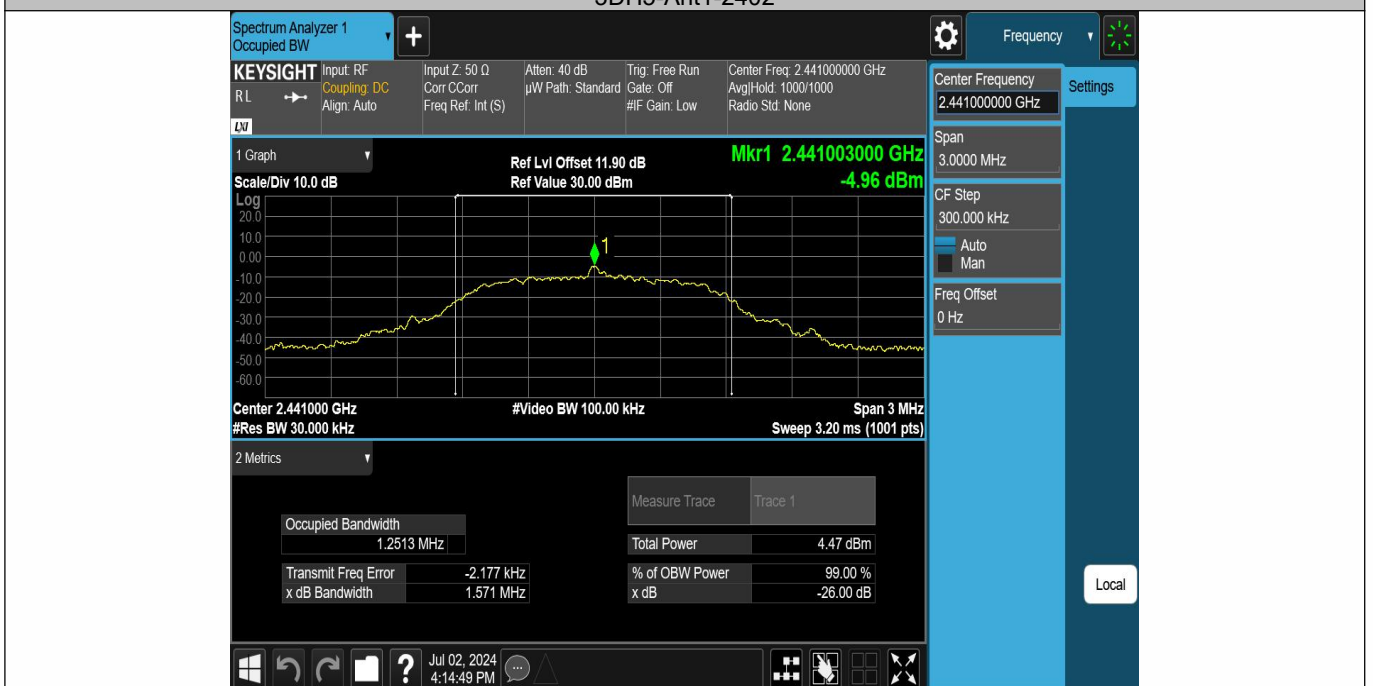 3DH5-Ant1-2402
Spectrum Analyzer 1
Occupied BW
Frequency
KEYSIGHT
RL
LXI
Input: RF
Coupling: DC
Align: Auto
Input Z: 50 Ω
Corr CCorr
Freq Ref: Int (S)
Atten: 40 dB
µW Path: Standard
Trig: Free Run
Gate: Off
#IF Gain: Low
Center Freq: 2.441000000 GHz
Avg|Hold: 1000/1000
Radio Std: None
Center Frequency
2.441000000 GHz
Settings
Span
3.0000 MHz
CF Step
300.000 kHz
Auto
Man
Freq Offset
0 Hz
Local
1 Graph
Ref Lvl Offset 11.90 dB
Mkr1 2.441003000 GHz
Scale/Div 10.0 dB
Ref Value 30.00 dBm
-4.96 dBm
Log
20.0
10.0
0.00
-10.0
-20.0
-30.0
-40.0
-50.0
-60.0
1
Center 2.441000 GHz
#Video BW 100.00 kHz
Span 3 MHz
#Res BW 30.000 kHz
Sweep 3.20 ms (1001 pts)
2 Metrics
Measure Trace
Trace 1
Occupied Bandwidth
1.2513 MHz
Total Power
4.47 dBm
Transmit Freq Error
-2.177 kHz
% of OBW Power
99.00 %
x dB Bandwidth
1.571 MHz
x dB
-26.00 dB
Jul 02, 2024
4:14:49 PM